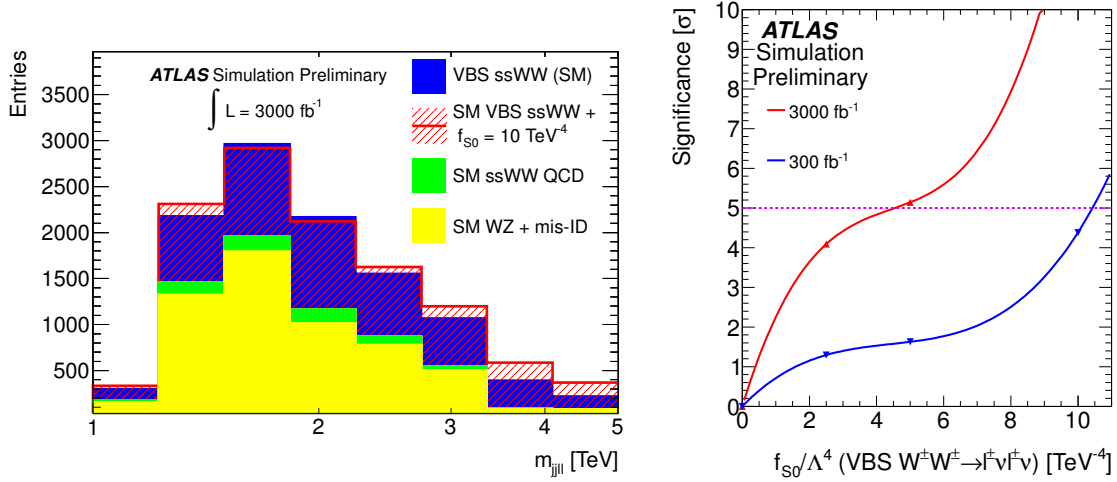 ATLAS Simulation Preliminary
∫ L = 3000 fb⁻¹
VBS ssWW (SM)
SM VBS ssWW +
f_S0 = 10 TeV⁻⁴
SM ssWW QCD
SM WZ + mis-ID
Entries
3500
3000
2500
2000
1500
1000
500
1 2 3 4 5
m_jjll [TeV]
ATLAS
Simulation
Preliminary
3000 fb⁻¹
300 fb⁻¹
Significance [σ]
10
9
8
7
6
5
4
3
2
1
0
0 2 4 6 8 10
f_S0/Λ⁴ (VBS W±W±→l±νl±ν) [TeV⁻⁴]